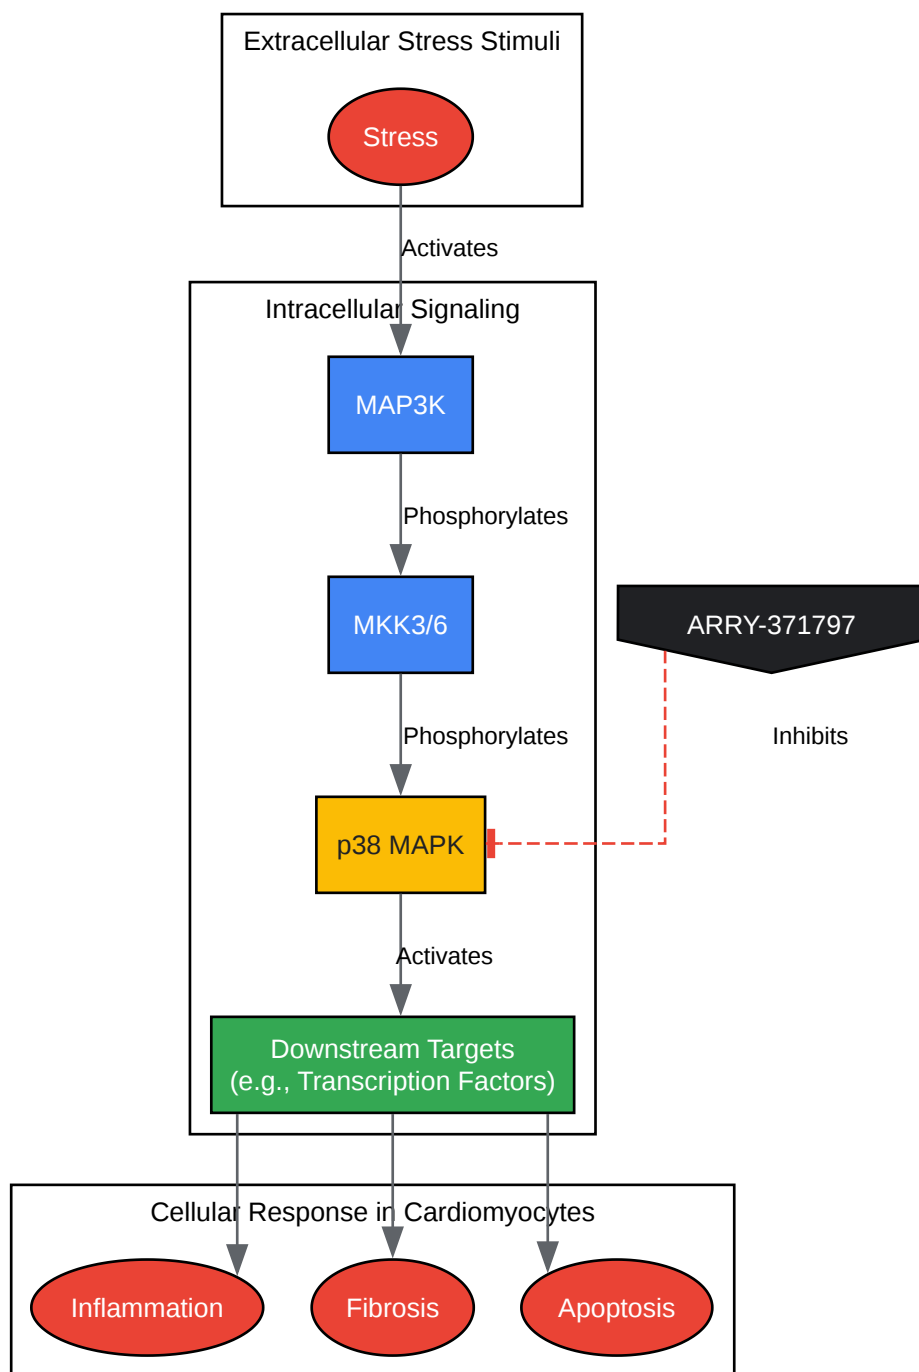 Extracellular Stress Stimuli
Stress
Activates
Intracellular Signaling
MAP3K
Phosphorylates
MKK3/6
ARRY-371797
Phosphorylates
Inhibits
p38 MAPK
Activates
Downstream Targets
(e.g., Transcription Factors)
Cellular Response in Cardiomyocytes
Inflammation
Fibrosis
Apoptosis